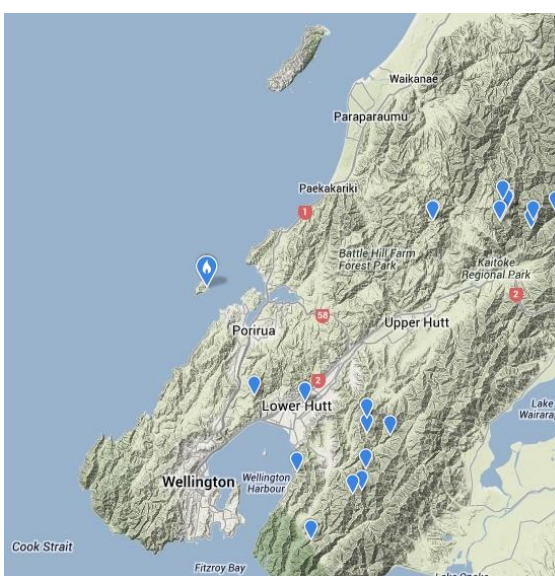 Waikanae
Paraparaumu
Paekakariki
1
Battle Hill Farm
Forest Park
Kaitoke
Regional Park
2
58
Porirua
Upper Hutt
2
Lower Hutt
Lake
Wairarap
Wellington
Wellington
Harbour
Cook Strait
Fitzroy Bay